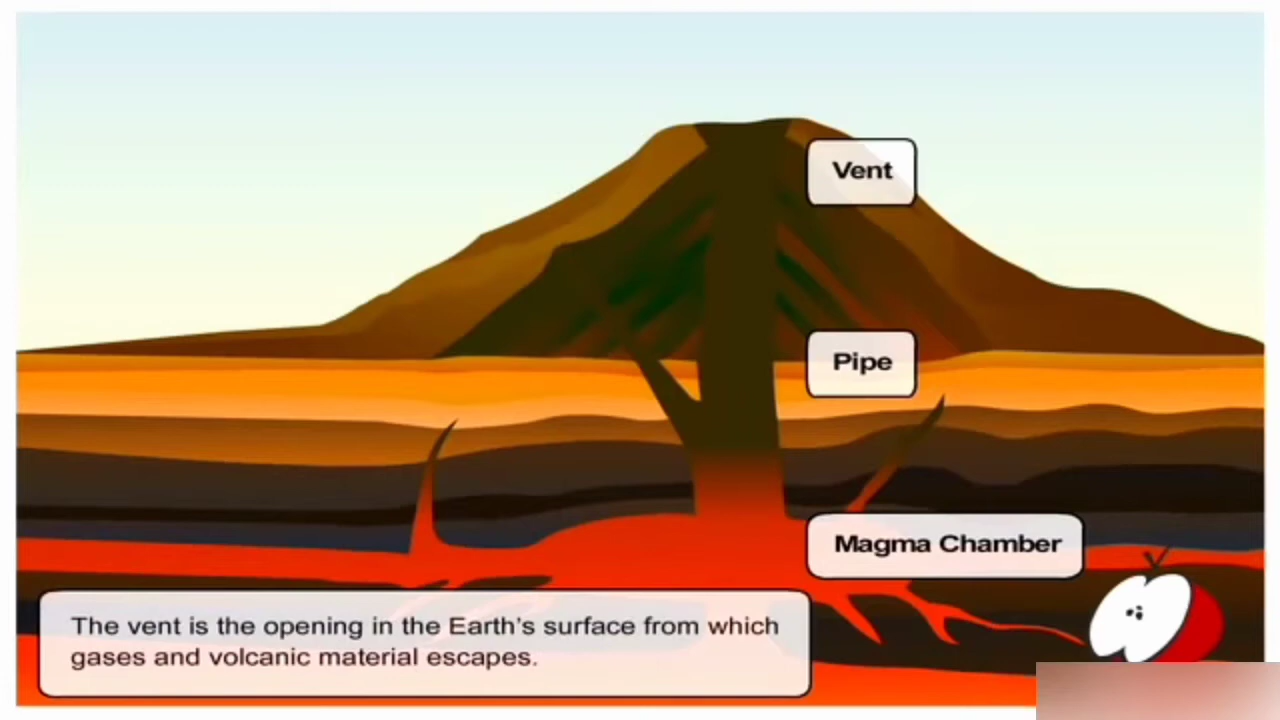 Vent
Pipe
Magma Chamber
The vent is the opening in the Earth's surface from which
gases and volcanic material escapes.